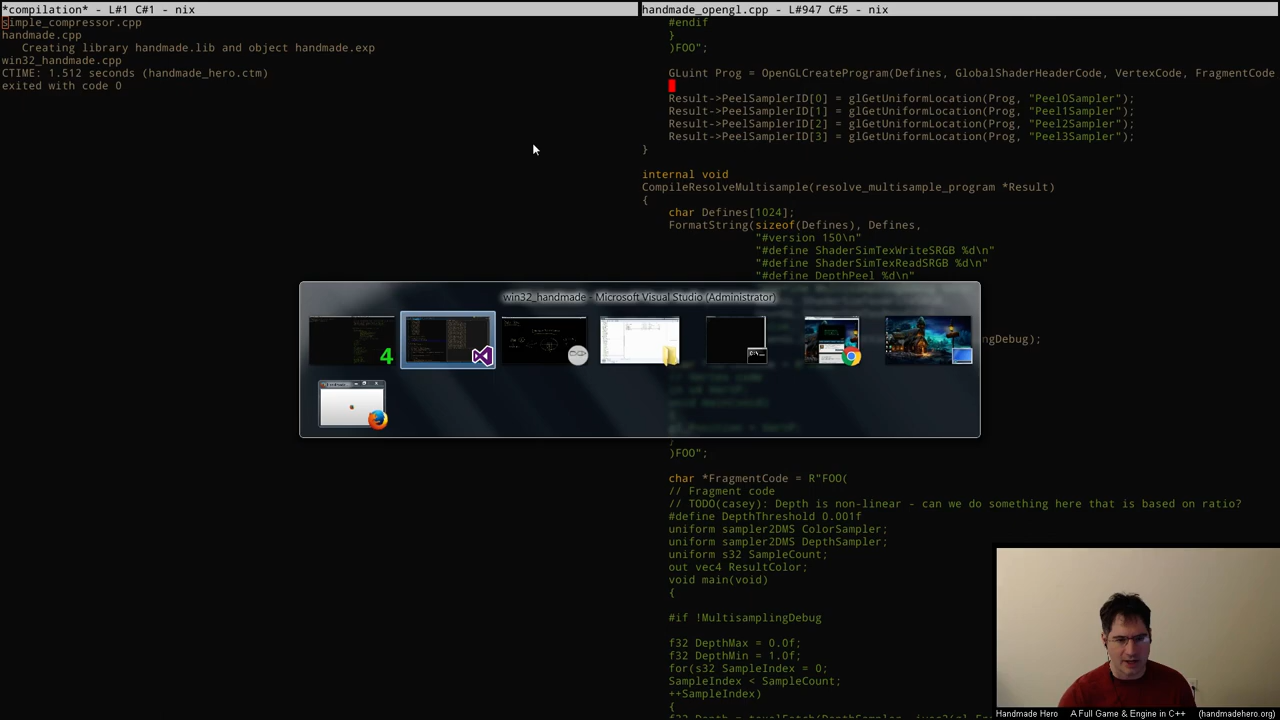 *compilation* - L#1 C#1 - nix
simple_compressor.cpp
handmade.cpp
Creating library handmade.lib and object handmade.exp
win32_handmade.cpp
CTIME: 1.512 seconds (handmade_hero.ctm)
exited with code 0
handmade_opengl.cpp - L#947 C#5 - nix
#endif
}
)FOO";
GLuint Prog = OpenGLCreateProgram(Defines, GlobalShaderHeaderCode, VertexCode, FragmentCode
Result->PeelSamplerID[0] = glGetUniformLocation(Prog, "Peel0Sampler");
Result->PeelSamplerID[1] = glGetUniformLocation(Prog, "Peel1Sampler");
Result->PeelSamplerID[2] = glGetUniformLocation(Prog, "Peel2Sampler");
Result->PeelSamplerID[3] = glGetUniformLocation(Prog, "Peel3Sampler");
}
internal void
CompileResolveMultisample(resolve_multisample_program *Result)
{
char Defines[1024];
FormatString(sizeof(Defines), Defines,
"#version 150\n"
"#define ShaderSimTexWriteSRGB %d\n"
"#define ShaderSimTexReadSRGB %d\n"
"#define DepthPeel %d\n"
win32_handmade - Microsoft Visual Studio (Administrator)
4
ngDebug);
)FOO";
char *FragmentCode = R"FOO(
// Fragment code
// TODO(casey): Depth is non-linear - can we do something here that is based on ratio?
#define DepthThreshold 0.001f
uniform sampler2DMS ColorSampler;
uniform sampler2DMS DepthSampler;
uniform s32 SampleCount;
out vec4 ResultColor;
void main(void)
{
#if !MultisamplingDebug
f32 DepthMax = 0.0f;
f32 DepthMin = 1.0f;
for(s32 SampleIndex = 0;
SampleIndex < SampleCount;
++SampleIndex)
{
Handmade Hero A Full Game & Engine in C++ (handmadehero.org)